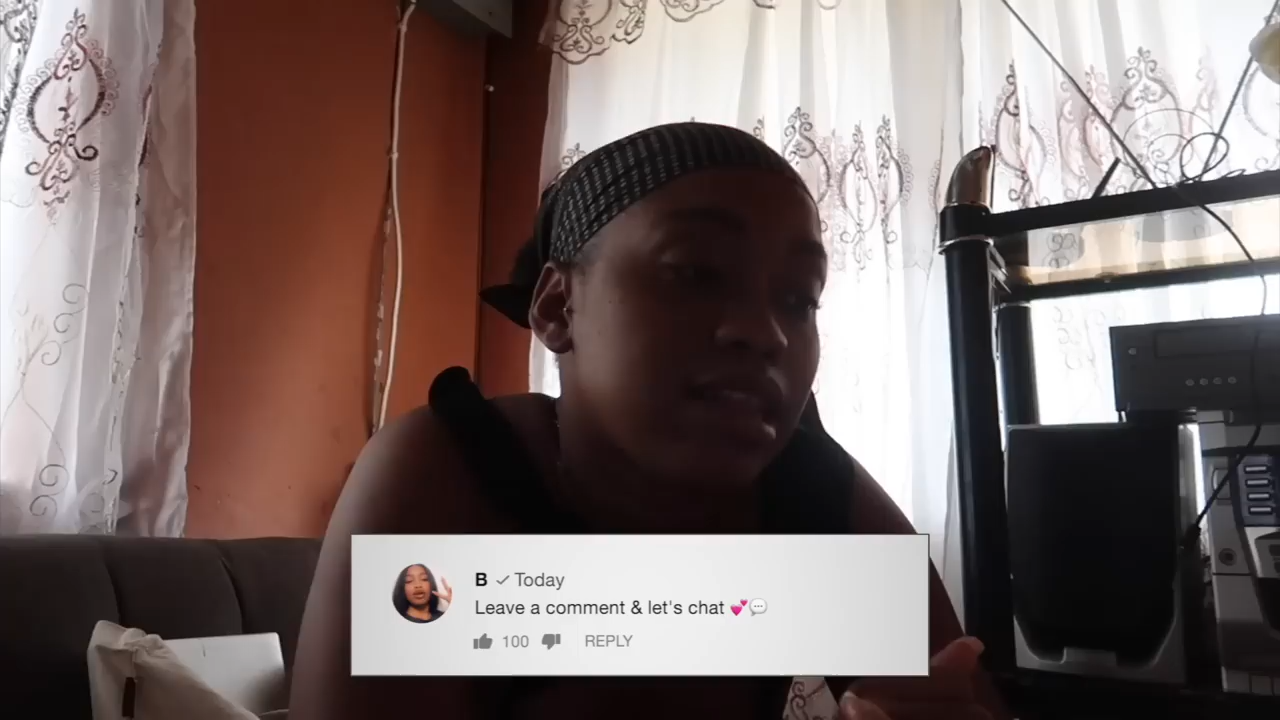 B ✓ Today
Leave a comment & let's chat 💕💬
100 REPLY